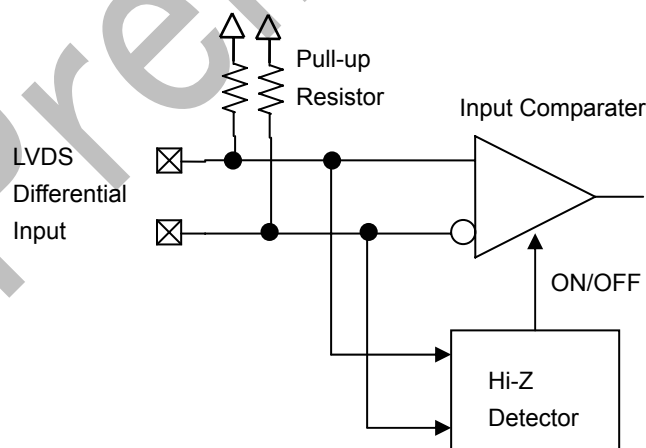 Pull-up
Resistor
Input Comparater
LVDS
Differential
Input
ON/OFF
Hi-Z
Detector